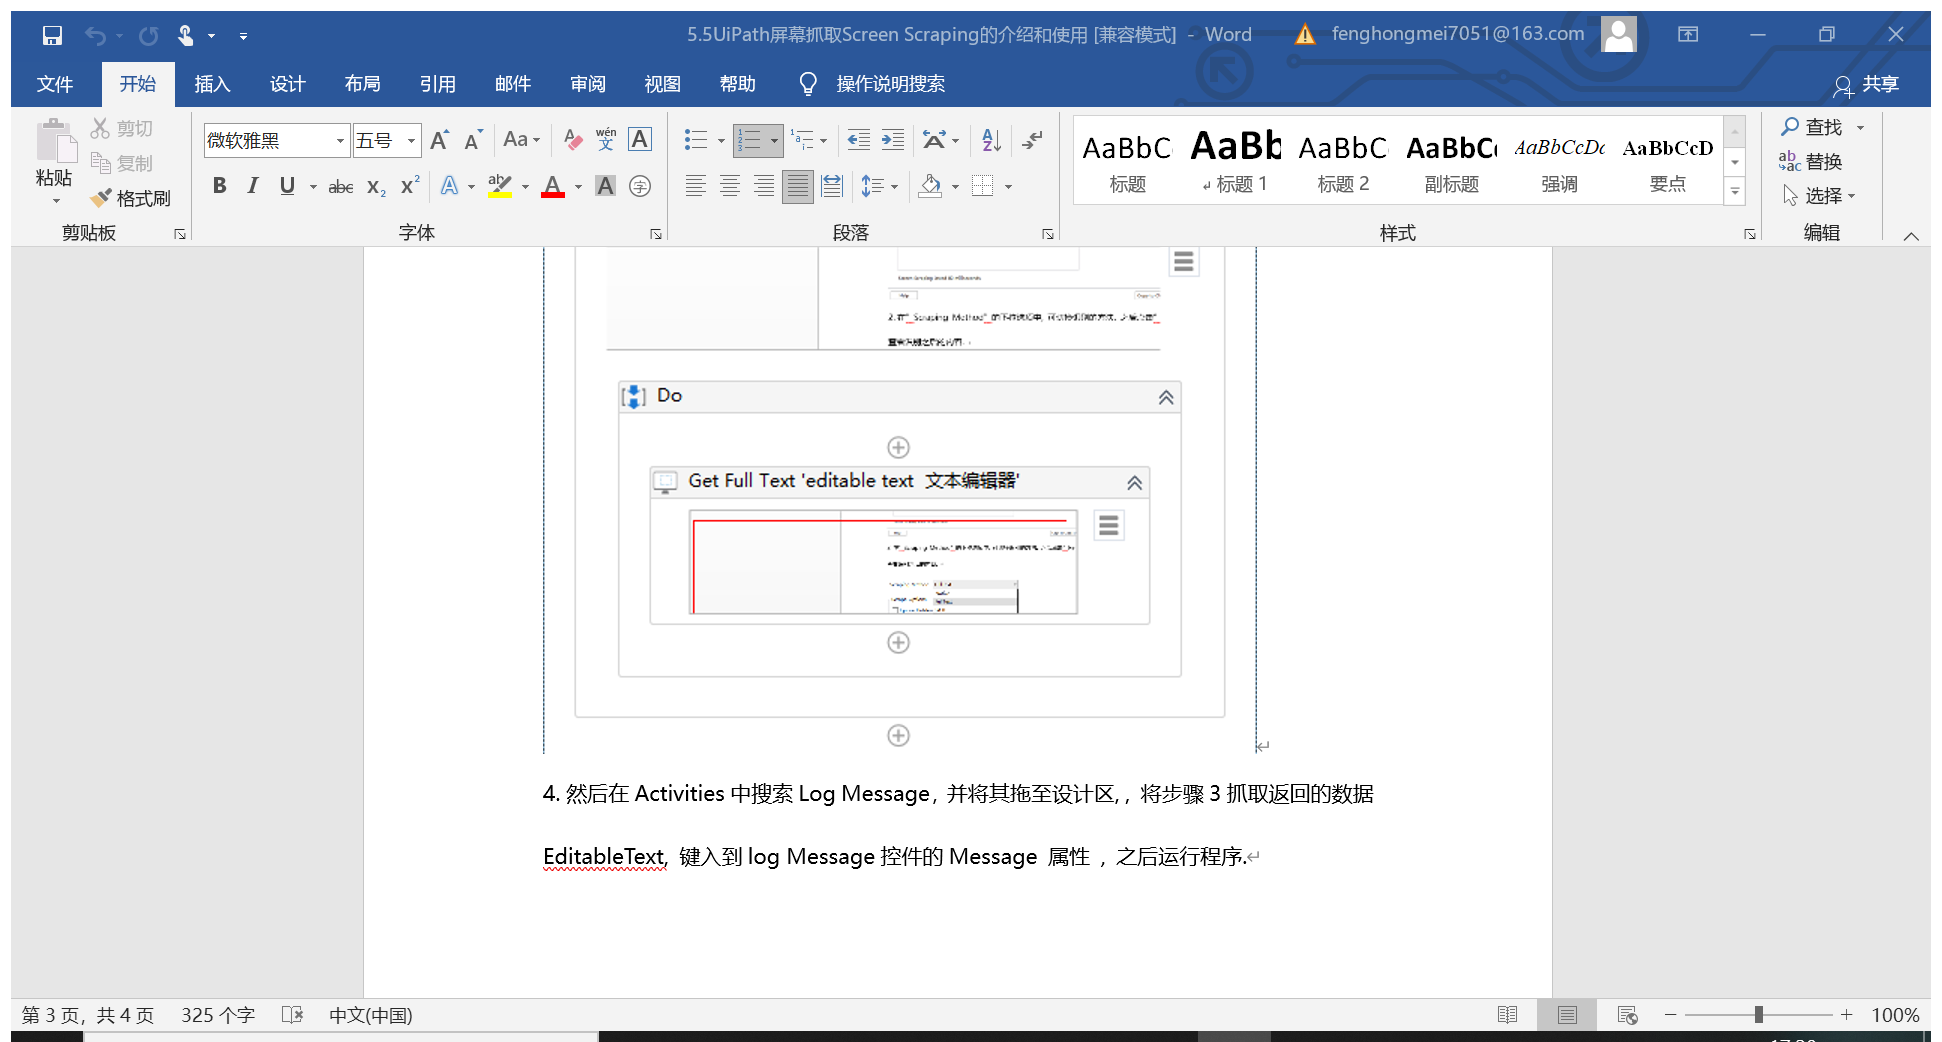 5.5UiPath屏幕抓取Screen Scraping的介绍和使用 [兼容模式] - Word
fenghongmei7051@163.com
文件 开始 插入 设计 布局 引用 邮件 审阅 视图 帮助 操作说明搜索 共享
粘贴
剪切
复制
格式刷
剪贴板
微软雅黑 五号
wén
文
字体
段落
AaBbC 标题
AaBb 标题 1
AaBbC 标题 2
AaBbC 副标题
AaBbCcDc 强调
AaBbCcD 要点
样式
查找
替换
选择
编辑
Do
Get Full Text 'editable text 文本编辑器'
4. 然后在 Activities 中搜索 Log Message, 并将其拖至设计区, , 将步骤 3 抓取返回的数据
EditableText, 键入到 log Message 控件的 Message 属性 , 之后运行程序.
第 3 页, 共 4 页 325 个字 中文(中国) 100%